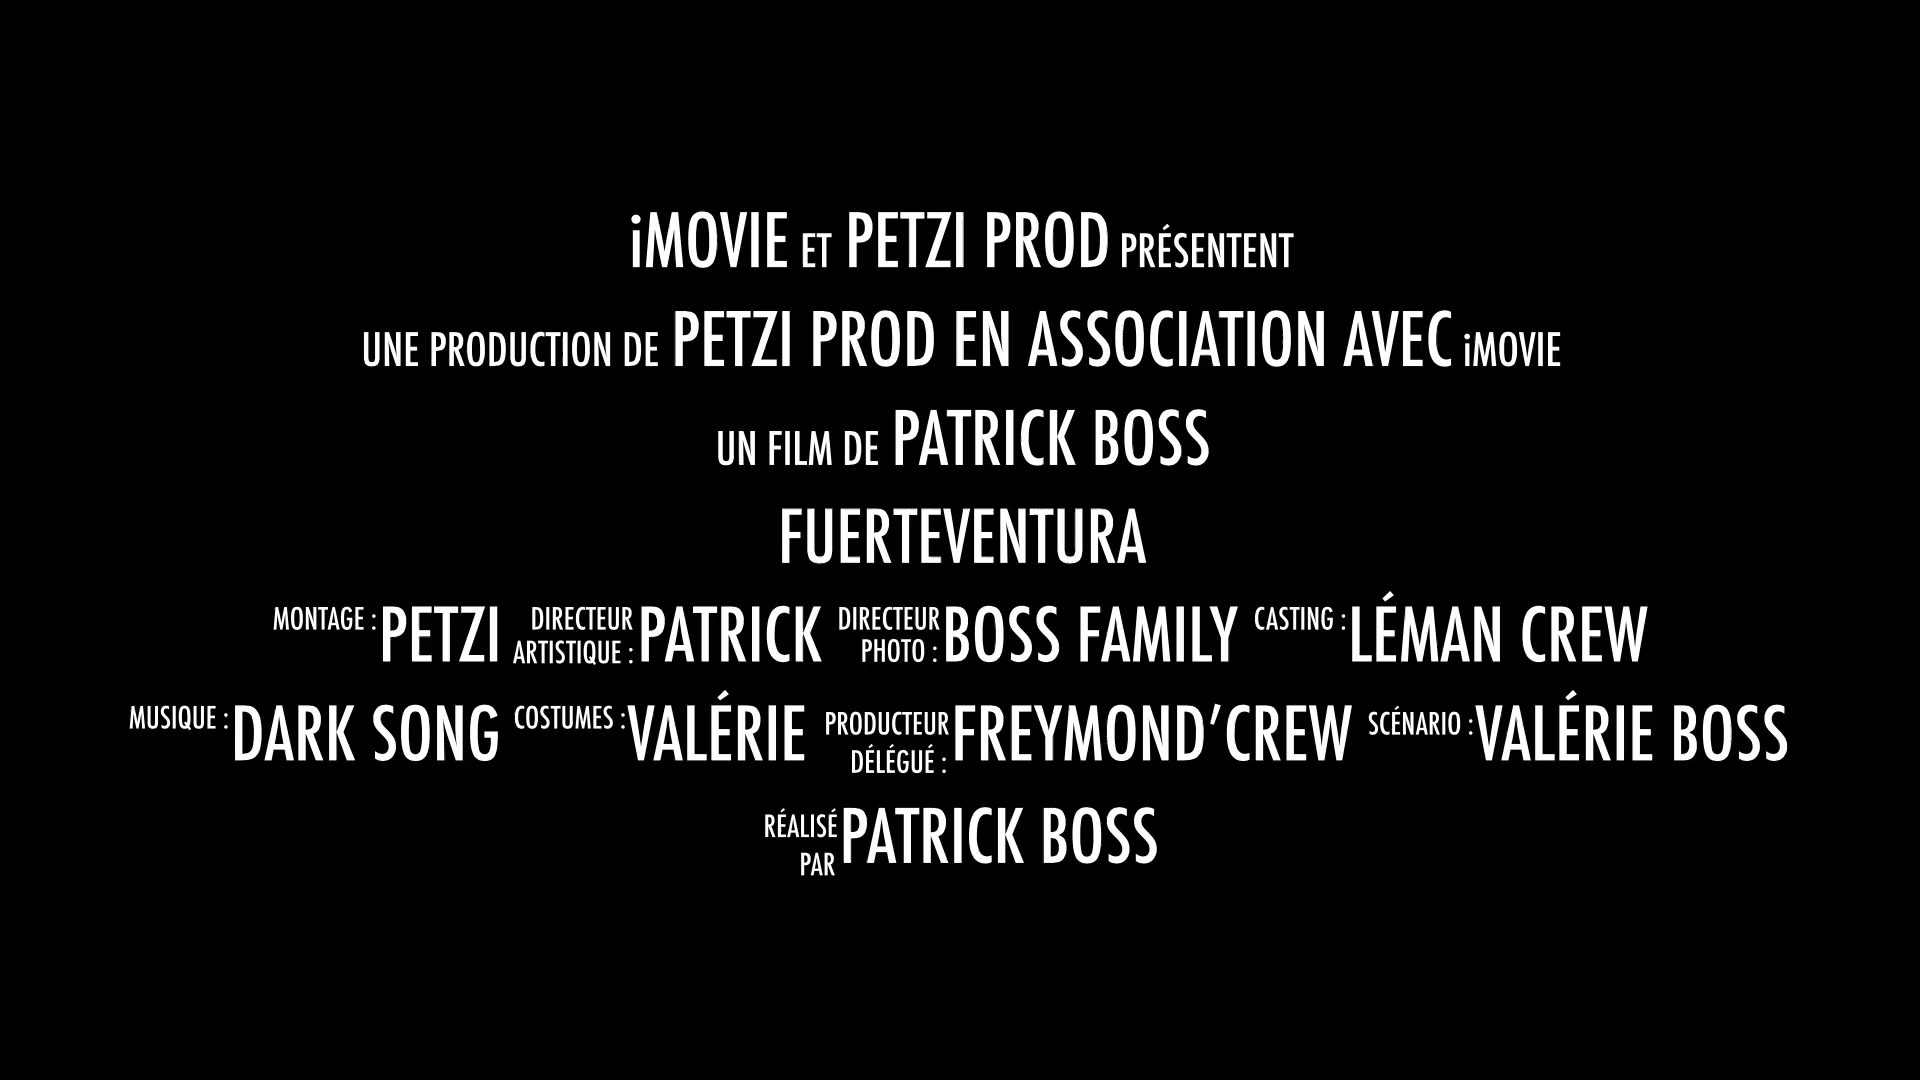 iMOVIE ET PETZI PROD PRÉSENTENT
UNE PRODUCTION DE PETZI PROD EN ASSOCIATION AVEC iMOVIE
UN FILM DE PATRICK BOSS
FUERTEVENTURA
MONTAGE : PETZI DIRECTEUR ARTISTIQUE : PATRICK DIRECTEUR PHOTO : BOSS FAMILY CASTING : LÉMAN CREW
MUSIQUE : DARK SONG COSTUMES : VALÉRIE PRODUCTEUR DÉLÉGUÉ : FREYMOND’CREW SCÉNARIO : VALÉRIE BOSS
RÉALISÉ PAR PATRICK BOSS